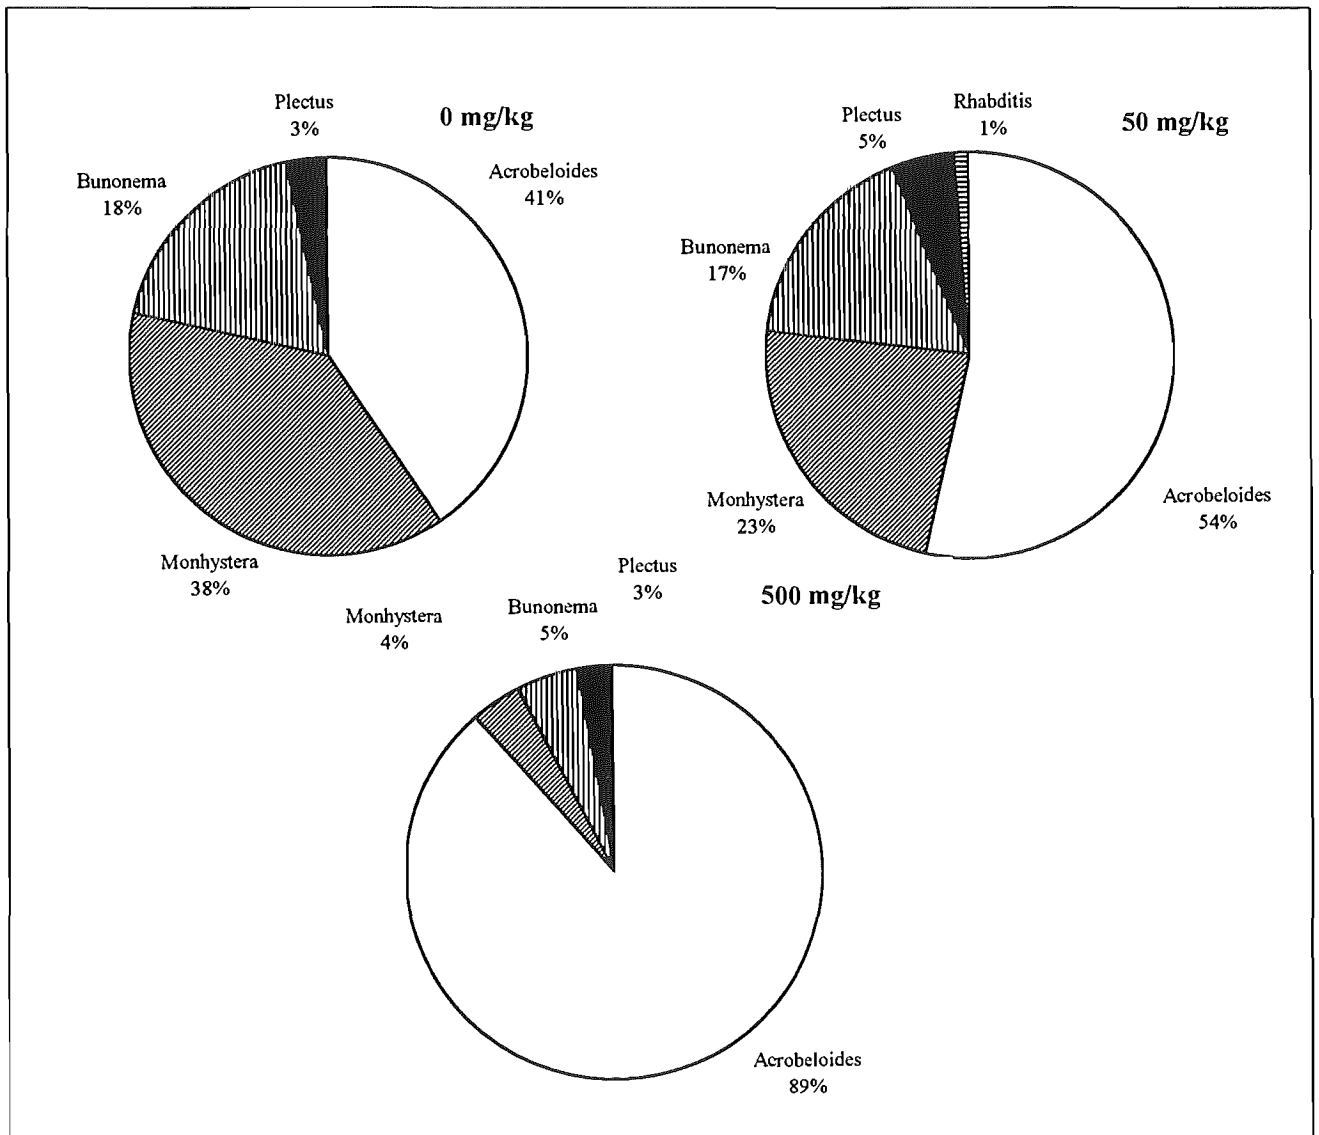 Plectus
3%
0 mg/kg
Acrobeloides
41%
Bunonema
18%
Monhystera
38%
Plectus
5%
Rhabditis
1%
50 mg/kg
Bunonema
17%
Monhystera
23%
Acrobeloides
54%
Plectus
3%
500 mg/kg
Monhystera
4%
Bunonema
5%
Acrobeloides
89%